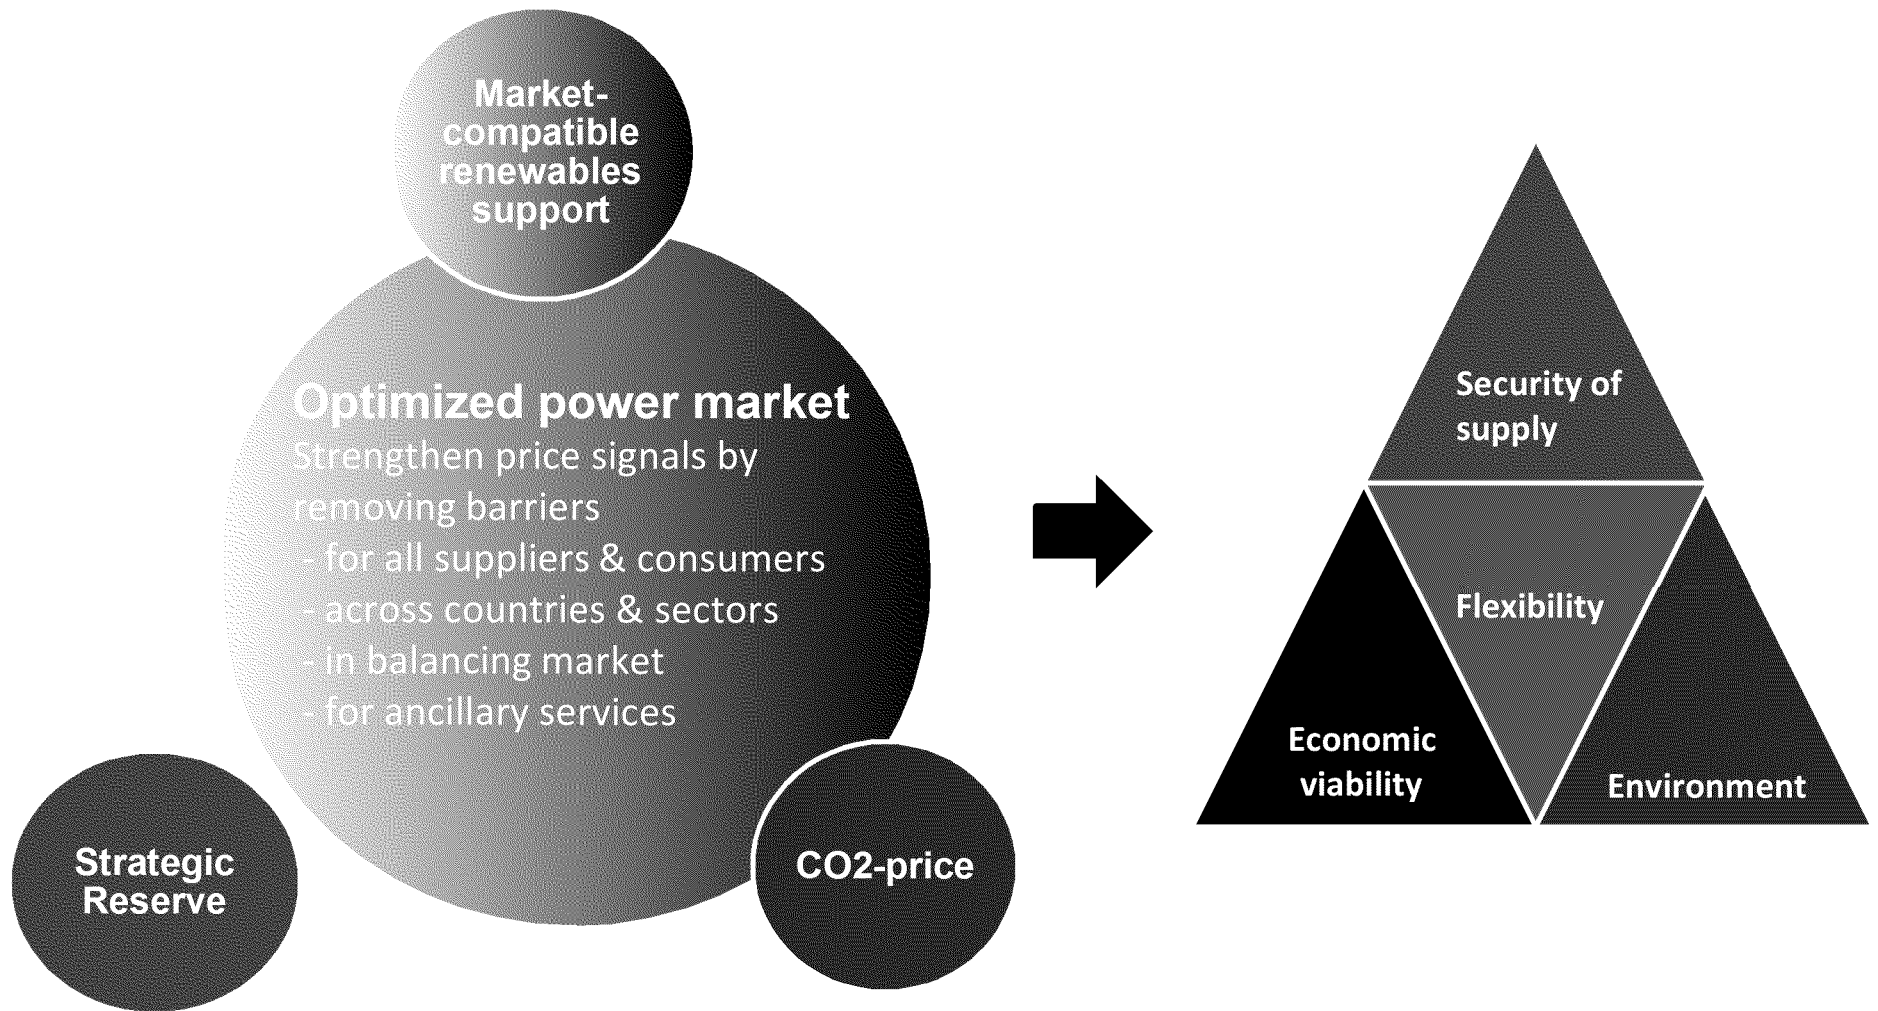 Market-
compatible
renewables
support
Optimized power market
Strengthen price signals by
removing barriers
- for all suppliers & consumers
- across countries & sectors
- in balancing market
- for ancillary services
Strategic
Reserve
CO2-price
Security of
supply
Flexibility
Economic
viability
Environment